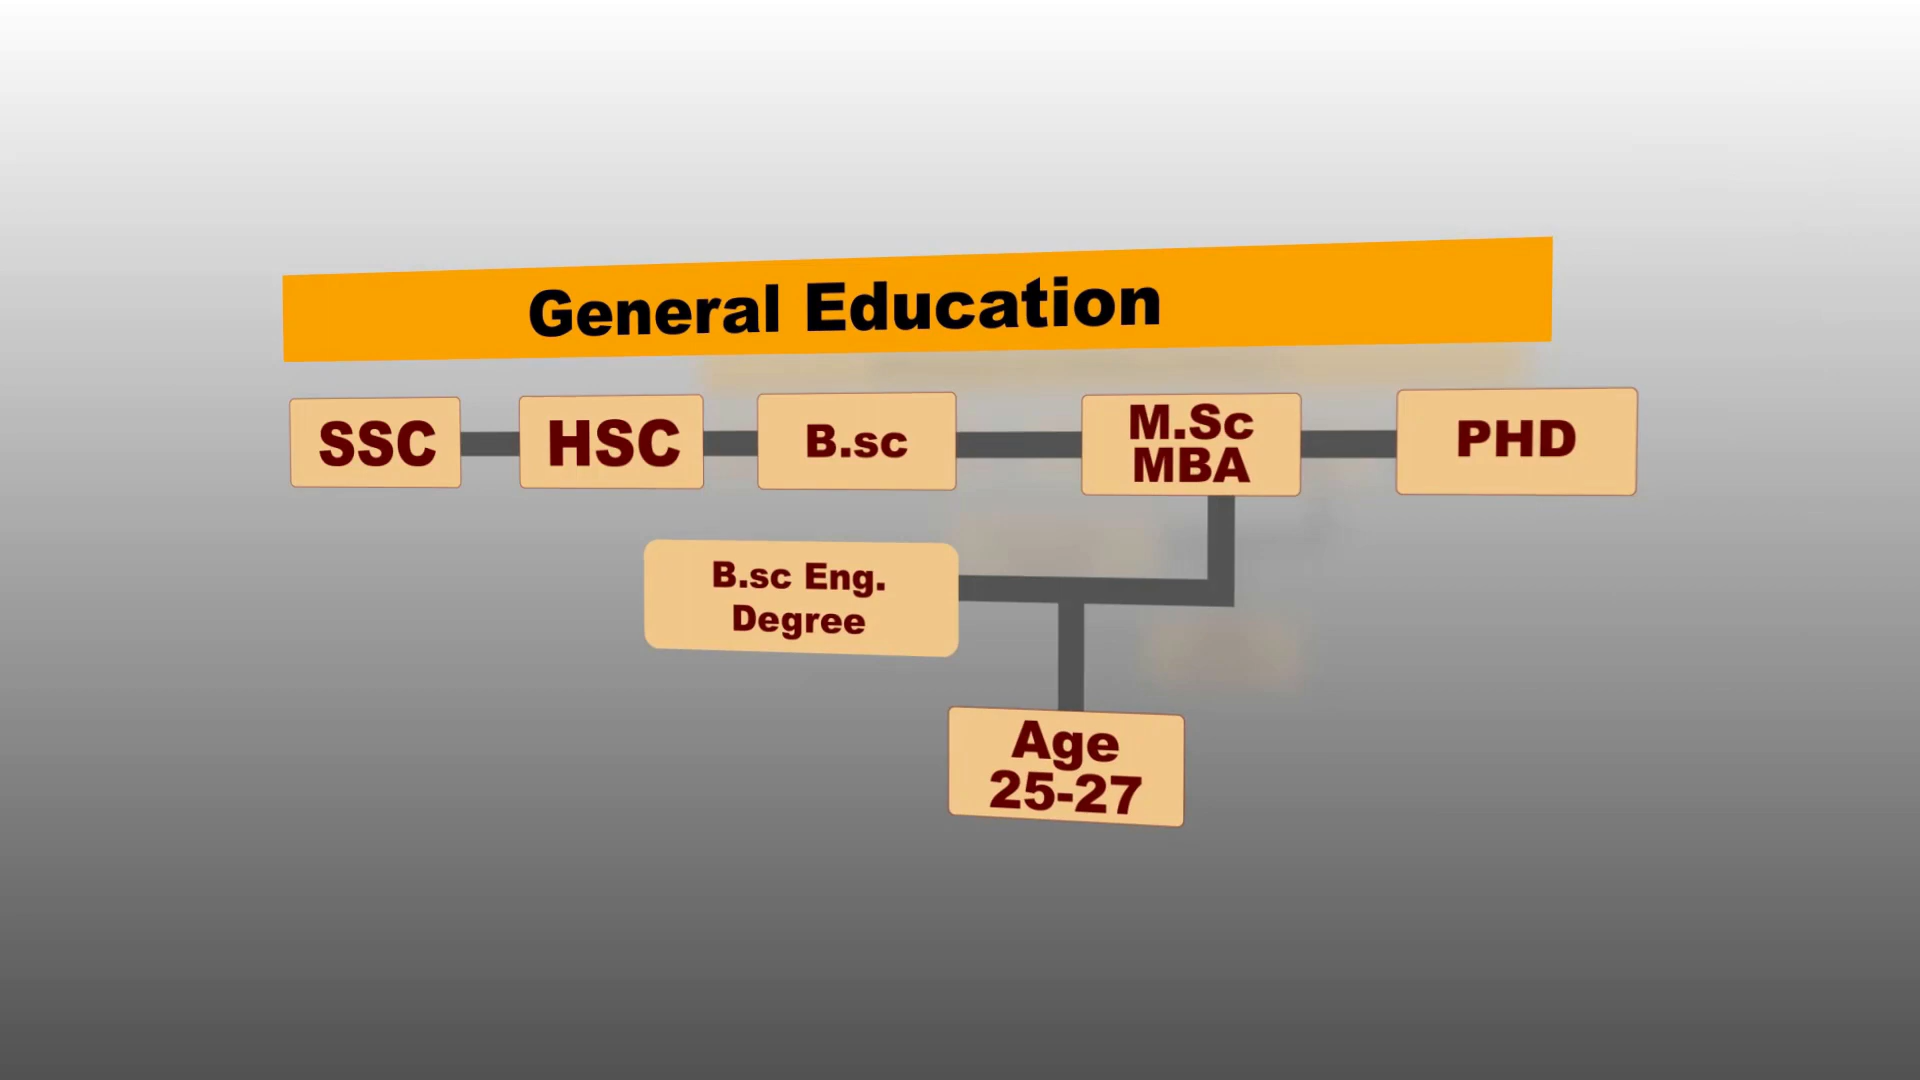 General Education
SSC
HSC
B.sc
M.Sc
MBA
PHD
B.sc Eng.
Degree
Age
25-27